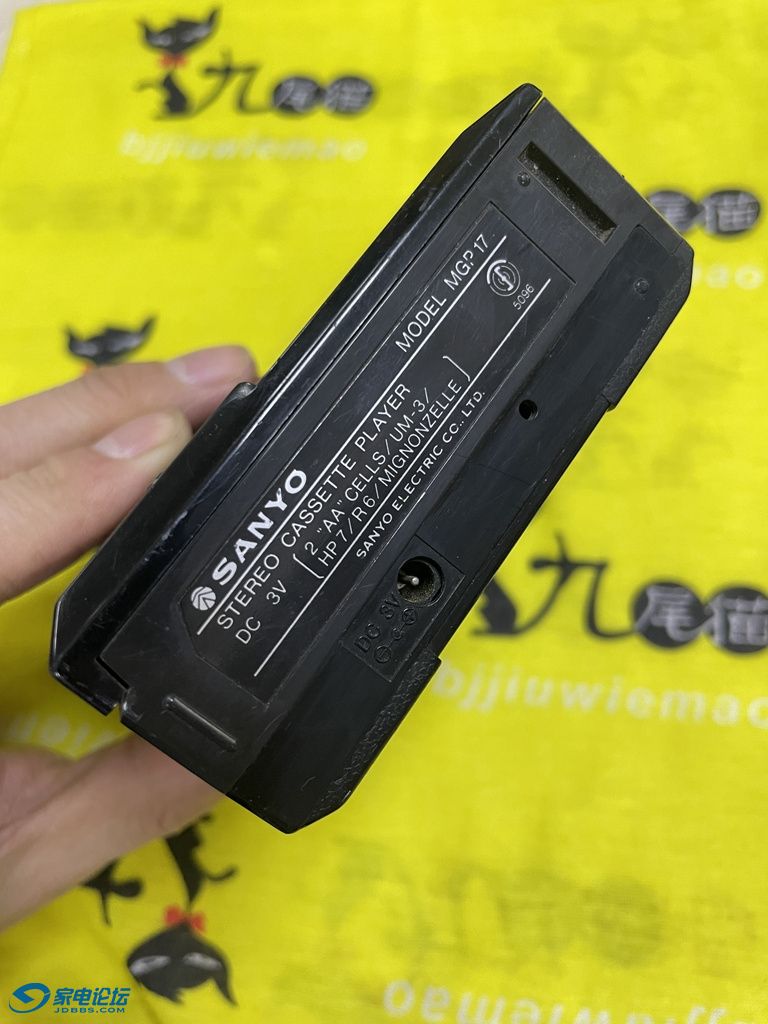 九尾猫
bjjiuwiemao
尾猫
SANYO
STEREO CASSETTE PLAYER
MODEL MGP17
DC 3V
2 "AA" CELLS/UM-3/
HP7/R6/MIGNONZELLE
5096
SANYO ELECTRIC CO., LTD.
DC 3V
九尾猫
bjjiuwiemao
家电论坛
JDBBS.COM